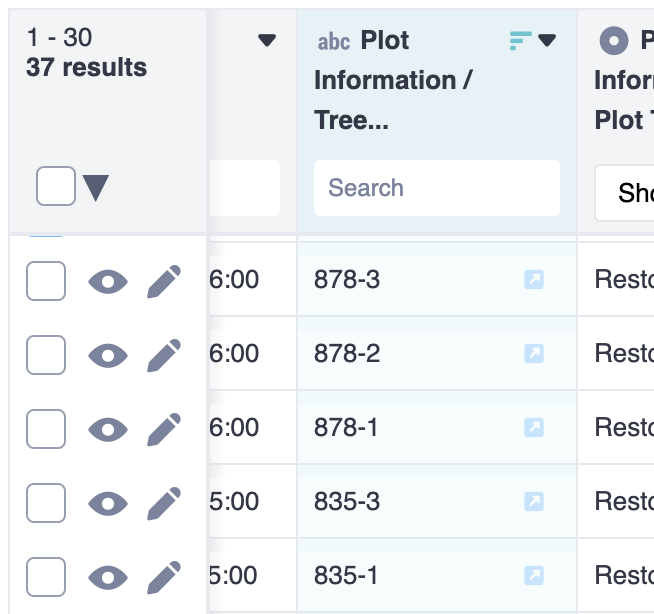 1 - 30
37 results
abc Plot
Information /
Tree...
Search
Plot
6:00 878-3
6:00 878-2
6:00 878-1
5:00 835-3
5:00 835-1